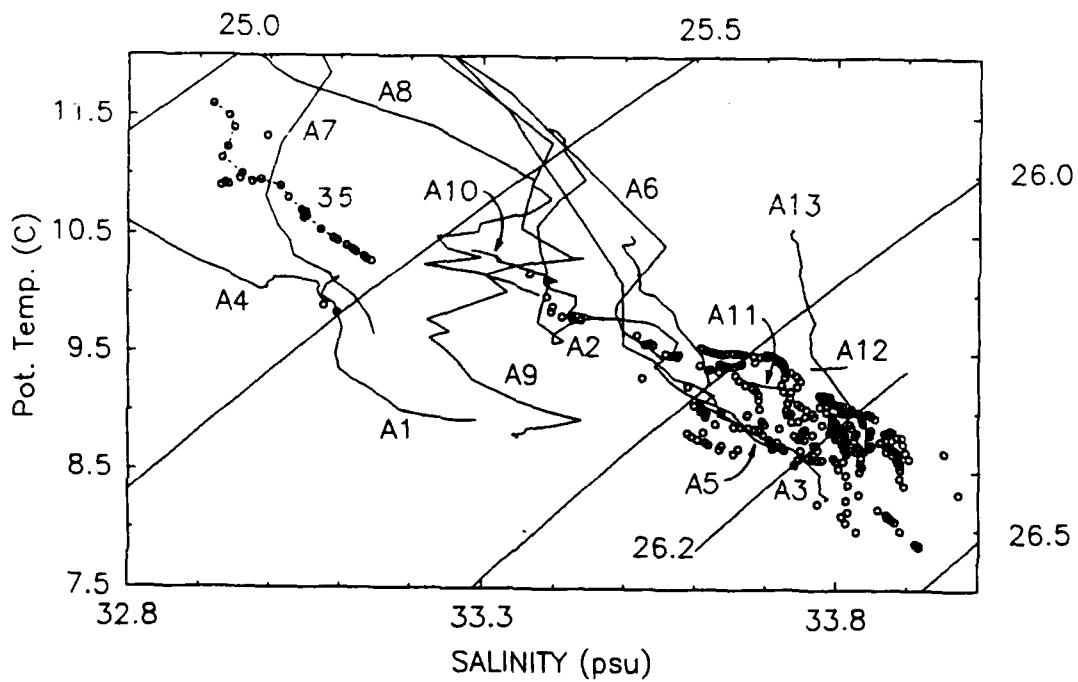 25.0
25.5
11.5
A8
A7
A10
A6
26.0
35
A13
10.5
A4
A11
9.5
A2
A12
A9
A1
8.5
A5
A3
26.2
26.5
7.5
32.8
33.3
33.8
Pot. Temp. (C)
SALINITY (psu)